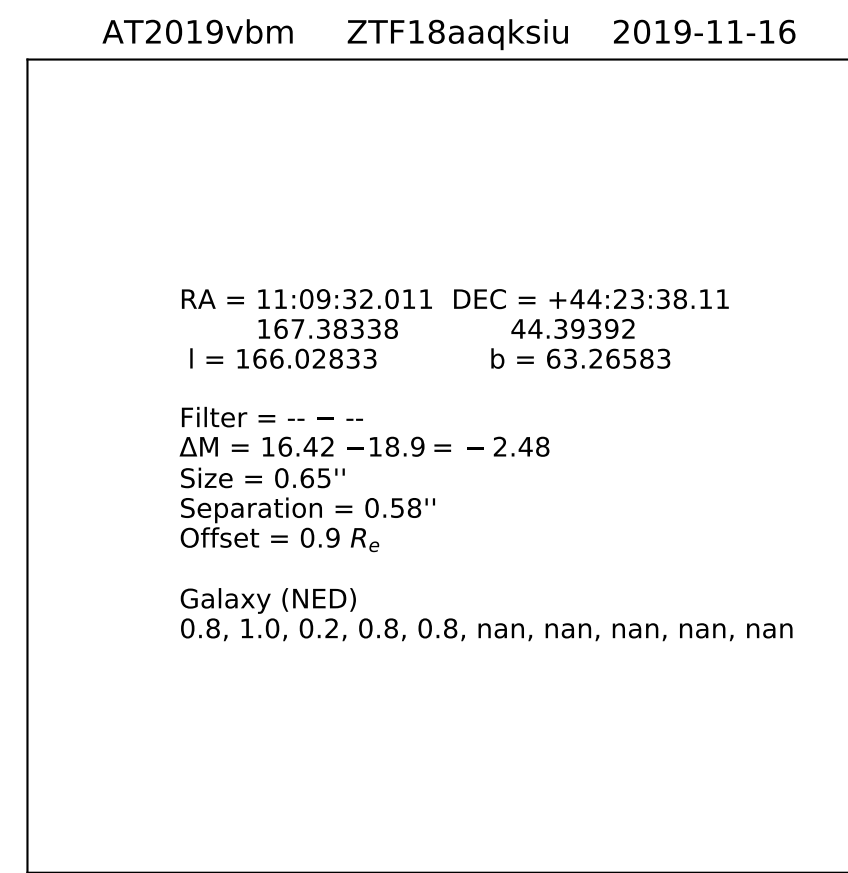 AT2019vbm ZTF18aaqksiu 2019-11-16
RA = 11:09:32.011 DEC = +44:23:38.11
167.38338 44.39392
l = 166.02833 b = 63.26583
Filter = -- − --
ΔM = 16.42 −18.9 = − 2.48
Size = 0.65''
Separation = 0.58''
Offset = 0.9 Rₑ
Galaxy (NED)
0.8, 1.0, 0.2, 0.8, 0.8, nan, nan, nan, nan, nan